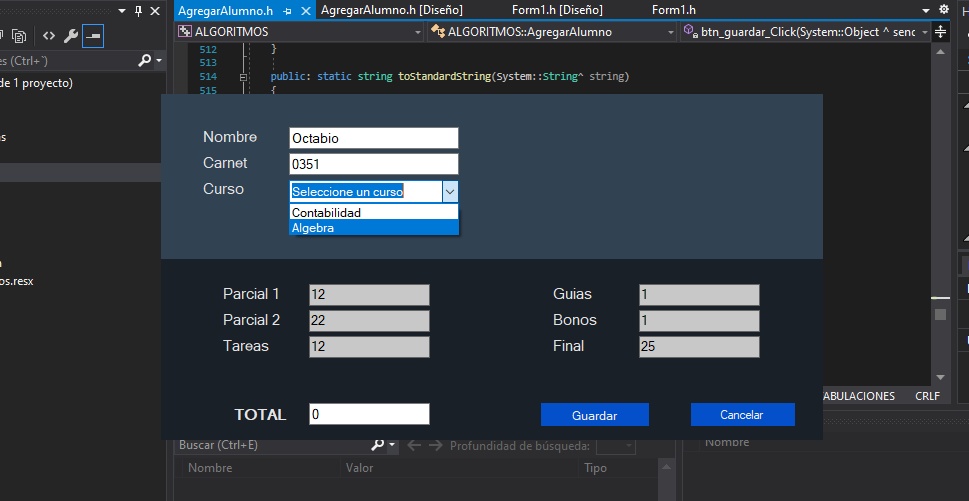 AgregarAlumno.h
AgregarAlumno.h [Diseño]
Form1.h [Diseño]
Form1.h
ALGORITMOS
ALGORITMOS::AgregarAlumno
btn_guardar_Click(System::Object ^ senc
es (Ctrl+´)
512 }
513
514 public: static string toStandardString(System::String^ string)
515 {
de 1 proyecto)
os.resx
Nombre Octabio
Carnet 0351
Curso Seleccione un curso
Contabilidad
Algebra
Parcial 1 12
Parcial 2 22
Tareas 12
Guias 1
Bonos 1
Final 25
TOTAL 0
Guardar
Cancelar
ABULACIONES CRLF
Buscar (Ctrl+E)
Profundidad de búsqueda:
Nombre Valor Tipo
Nombre